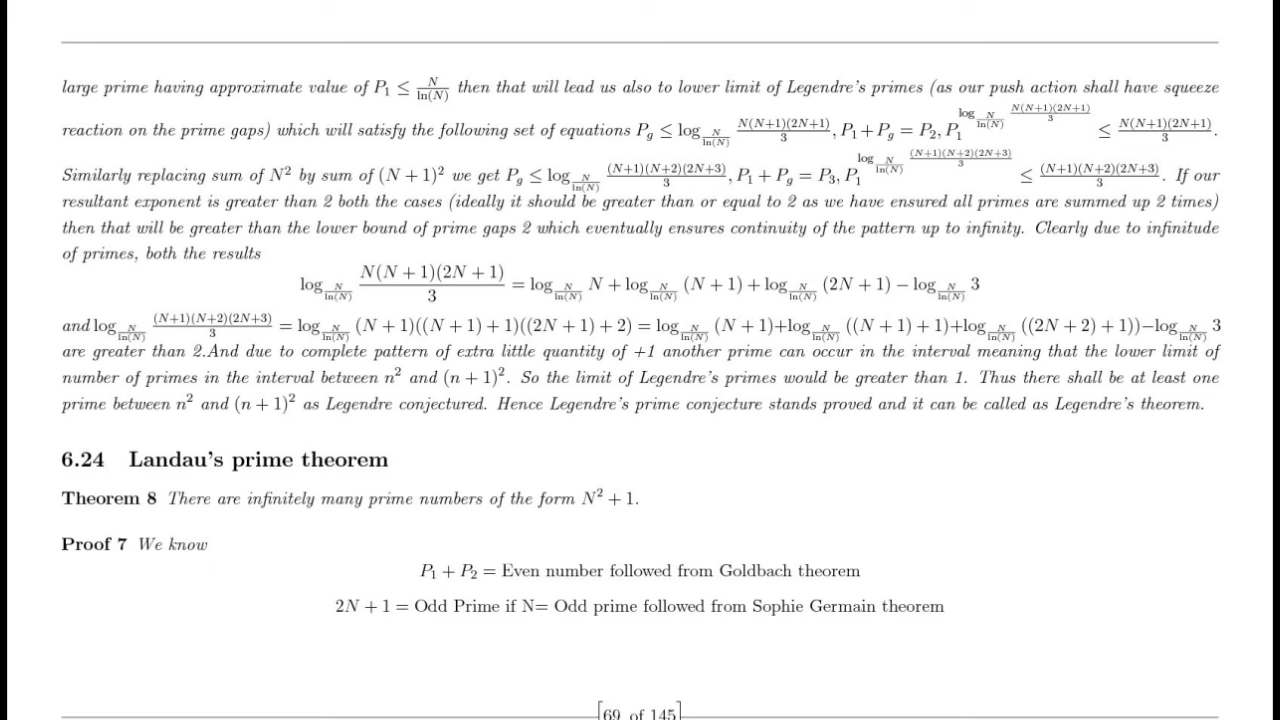 large prime having approximate value of P₁ ≤ N/ln(N) then that will lead us also to lower limit of Legendre's primes (as our push action shall have squeeze
reaction on the prime gaps) which will satisfy the following set of equations P_g ≤ log_{N/ln(N)} N(N+1)(2N+1)/3, P₁ + P_g = P₂, P₁^{log_{N/ln(N)} N(N+1)(2N+1)/3} ≤ N(N+1)(2N+1)/3.
Similarly replacing sum of N² by sum of (N + 1)² we get P_g ≤ log_{N/ln(N)} (N+1)(N+2)(2N+3)/3, P₁ + P_g = P₃, P₁^{log_{N/ln(N)} (N+1)(N+2)(2N+3)/3} ≤ (N+1)(N+2)(2N+3)/3. If our
resultant exponent is greater than 2 both the cases (ideally it should be greater than or equal to 2 as we have ensured all primes are summed up 2 times)
then that will be greater than the lower bound of prime gaps 2 which eventually ensures continuity of the pattern up to infinity. Clearly due to infinitude
of primes, both the results
log_{N/ln(N)} N(N + 1)(2N + 1)/3 = log_{N/ln(N)} N + log_{N/ln(N)} (N + 1) + log_{N/ln(N)} (2N + 1) − log_{N/ln(N)} 3
and log_{N/ln(N)} (N+1)(N+2)(2N+3)/3 = log_{N/ln(N)} (N + 1)((N + 1) + 1)((2N + 1) + 2) = log_{N/ln(N)} (N + 1)+log_{N/ln(N)} ((N + 1) + 1)+log_{N/ln(N)} ((2N + 2) + 1))−log_{N/ln(N)} 3
are greater than 2.And due to complete pattern of extra little quantity of +1 another prime can occur in the interval meaning that the lower limit of
number of primes in the interval between n² and (n + 1)². So the limit of Legendre's primes would be greater than 1. Thus there shall be at least one
prime between n² and (n + 1)² as Legendre conjectured. Hence Legendre's prime conjecture stands proved and it can be called as Legendre's theorem.
6.24 Landau's prime theorem
Theorem 8 There are infinitely many prime numbers of the form N² + 1.
Proof 7 We know
P₁ + P₂ = Even number followed from Goldbach theorem
2N + 1 = Odd Prime if N= Odd prime followed from Sophie Germain theorem
[69 of 145]